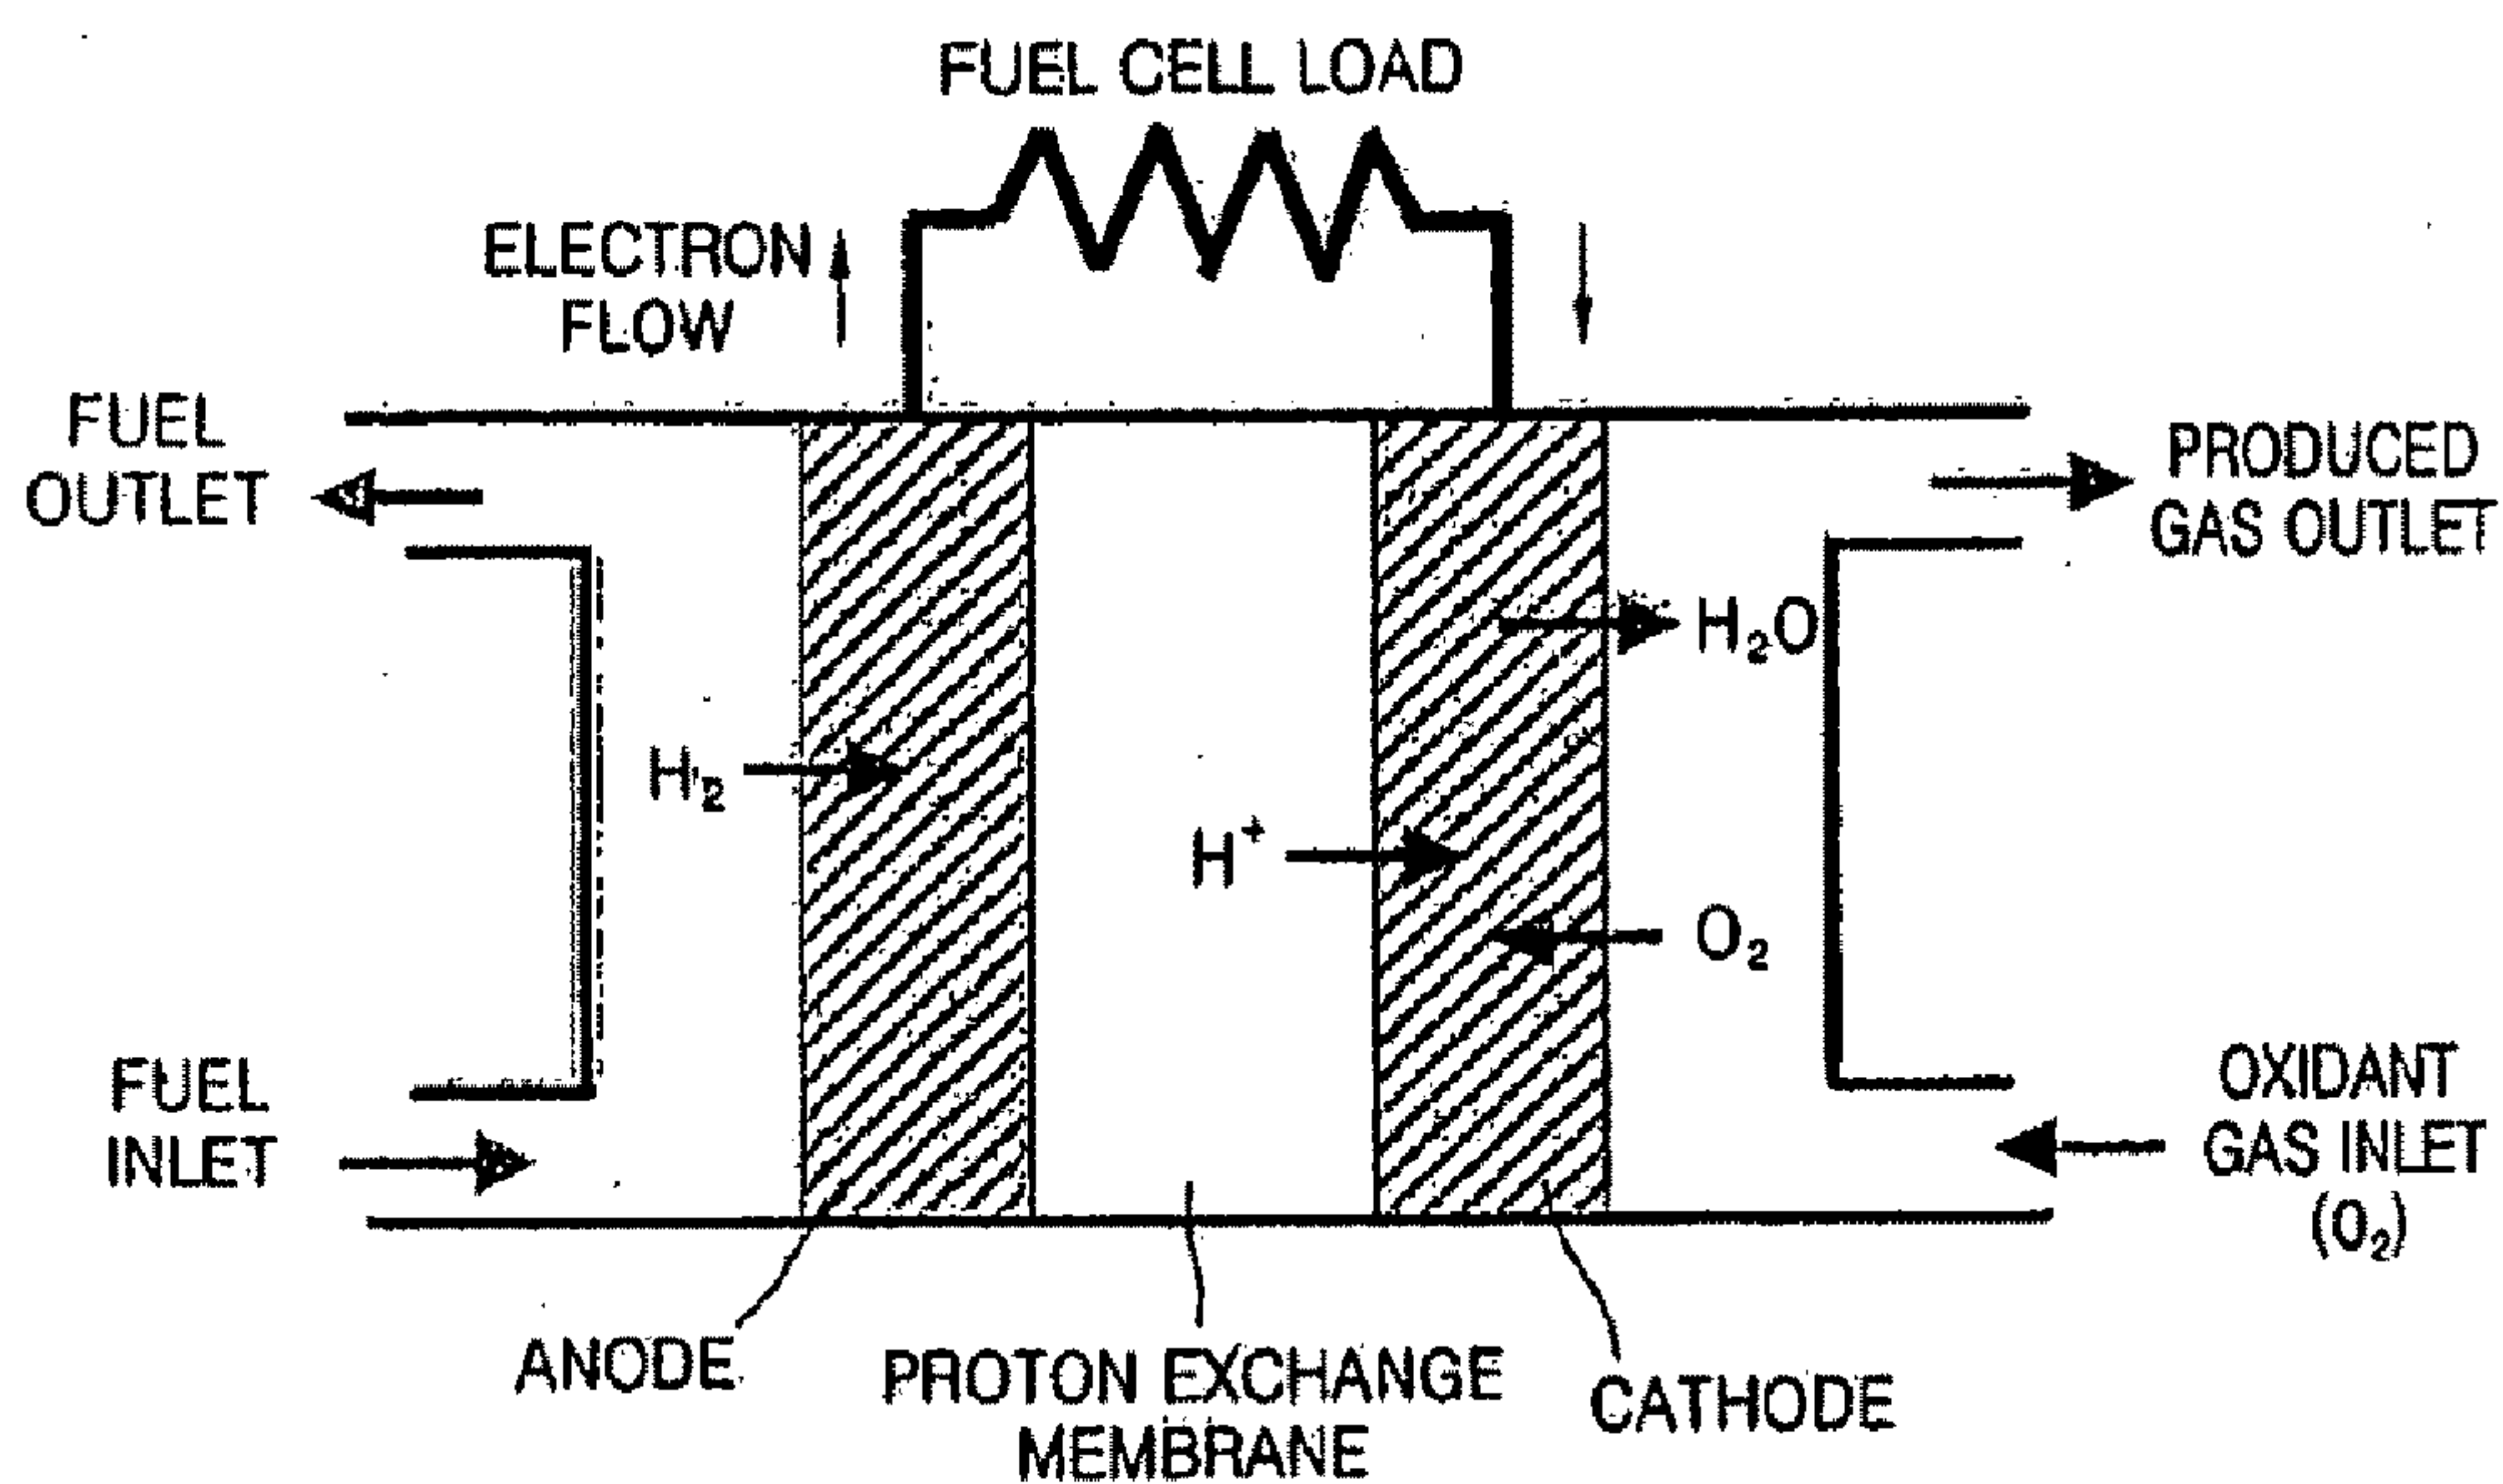 FUEL CELL LOAD
ELECTRON
FLOW
FUEL
OUTLET
PRODUCED
GAS OUTLET
H₂O
H₂
H⁺
O₂
FUEL
INLET
OXIDANT
GAS INLET
(O₂)
ANODE
PROTON EXCHANGE
MEMBRANE
CATHODE